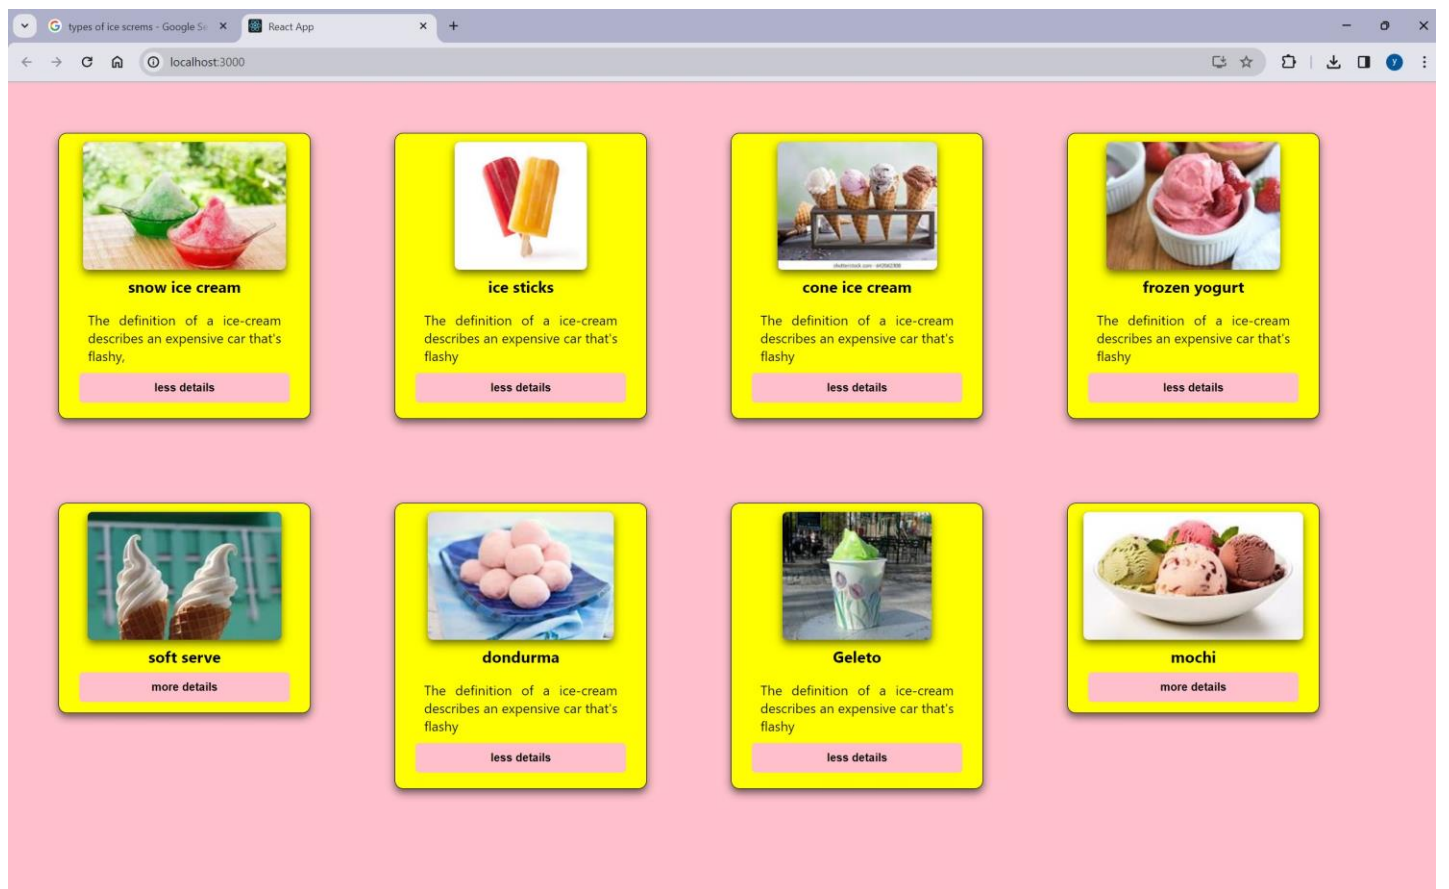 types of ice screms - Google Se
React App
localhost:3000
y
snow ice cream
The definition of a ice-cream
describes an expensive car that's
flashy,
less details
ice sticks
The definition of a ice-cream
describes an expensive car that's
flashy
less details
cone ice cream
The definition of a ice-cream
describes an expensive car that's
flashy
less details
frozen yogurt
The definition of a ice-cream
describes an expensive car that's
flashy
less details
soft serve
more details
dondurma
The definition of a ice-cream
describes an expensive car that's
flashy
less details
Geleto
The definition of a ice-cream
describes an expensive car that's
flashy
less details
mochi
more details